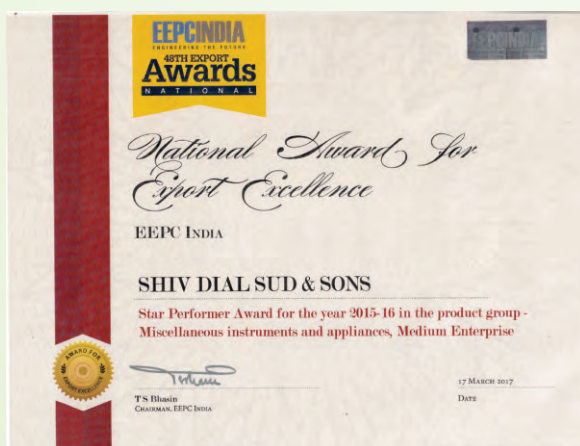 EEPCINDIA
ENGINEERING THE FUTURE
48TH EXPORT
Awards
NATIONAL
EEPCINDIA
National Award for
Export Excellence
EEPC INDIA
SHIV DIAL SUD & SONS
Star Performer Award for the year 2015-16 in the product group -
Miscellaneous instruments and appliances, Medium Enterprise
AWARD FOR
EXPORT EXCELLENCE
T S Bhasin
CHAIRMAN, EEPC INDIA
17 MARCH 2017
DATE